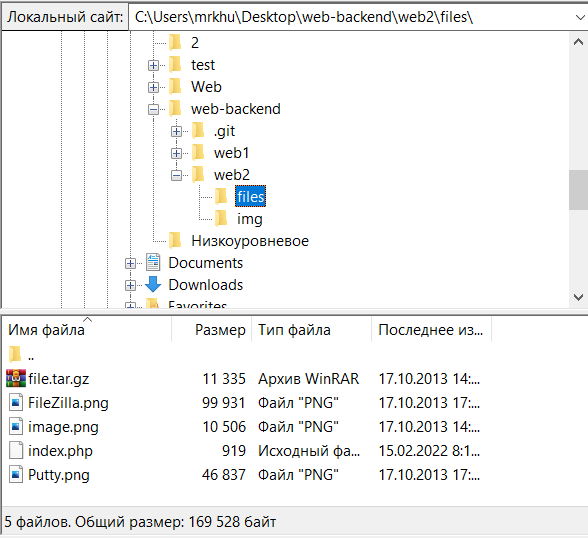 Локальный сайт: C:\Users\mrkhu\Desktop\web-backend\web2\files\
2
test
Web
web-backend
.git
web1
web2
files
img
Низкоуровневое
Documents
Downloads
Favorites
Имя файла Размер Тип файла Последнее из...
..
file.tar.gz 11 335 Архив WinRAR 17.10.2013 14:...
FileZilla.png 99 931 Файл "PNG" 17.10.2013 17:...
image.png 10 506 Файл "PNG" 17.10.2013 14:...
index.php 919 Исходный фа... 15.02.2022 8:1...
Putty.png 46 837 Файл "PNG" 17.10.2013 17:...
5 файлов. Общий размер: 169 528 байт